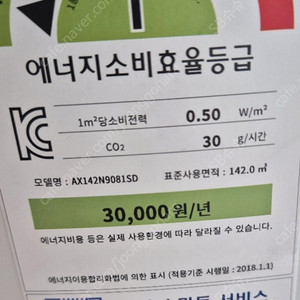 에너지소비효율등급
1m²당소비전력 0.50 W/m²
CO₂ 30 g/시간
모델명 : AX142N9081SD 표준사용면적 : 142.0 m²
30,000 원/년
에너지비용 등은 실제 사용환경에 따라 달라질 수 있습니다.
에너지이용합리화법에 의한 표시 (적용기준 시행일 : 2018.1.1)